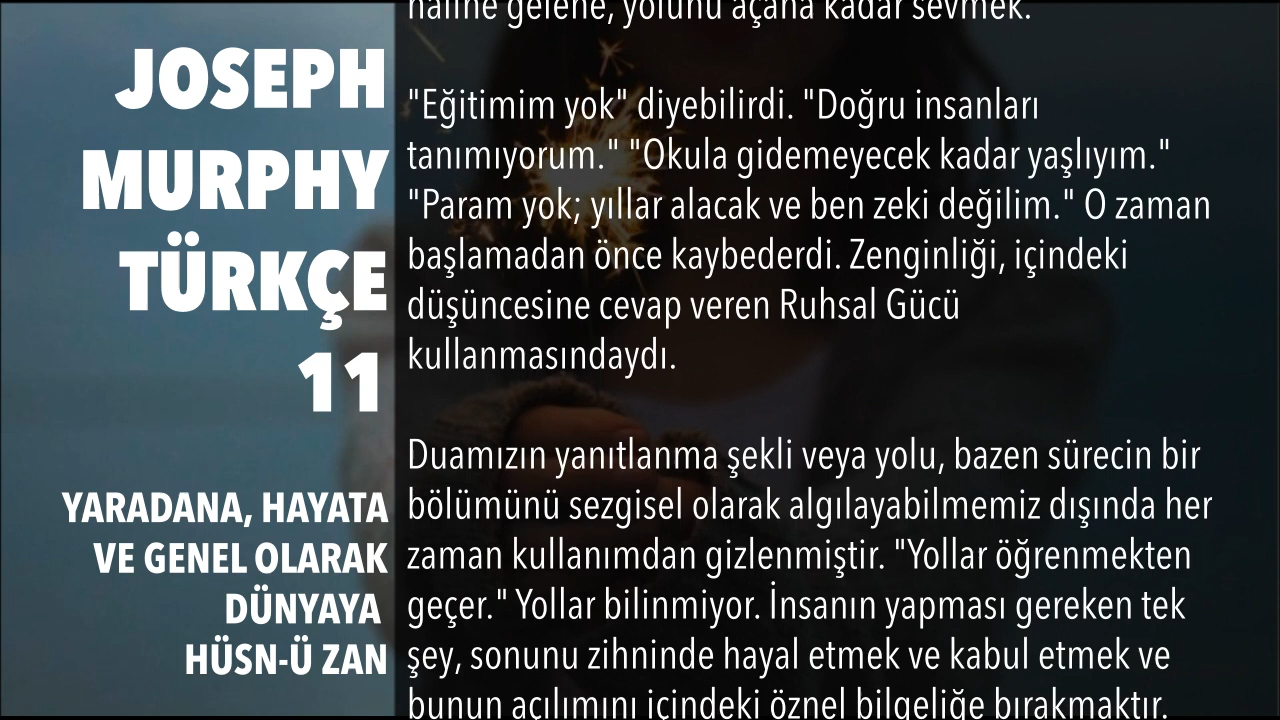 JOSEPH
MURPHY
TÜRKÇE
11
YARADANA, HAYATA
VE GENEL OLARAK
DÜNYAYA
HÜSN-Ü ZAN
haline gelene, yolunu açana kadar sevmek.
"Eğitimim yok" diyebilirdi. "Doğru insanları
tanımıyorum." "Okula gidemeyecek kadar yaşlıyım."
"Param yok; yıllar alacak ve ben zeki değilim." O zaman
başlamadan önce kaybederdi. Zenginliği, içindeki
düşüncesine cevap veren Ruhsal Gücü
kullanmasındaydı.
Duamızın yanıtlanma şekli veya yolu, bazen sürecin bir
bölümünü sezgisel olarak algılayabilmemiz dışında her
zaman kullanımdan gizlenmiştir. "Yollar öğrenmekten
geçer." Yollar bilinmiyor. İnsanın yapması gereken tek
şey, sonunu zihninde hayal etmek ve kabul etmek ve
bunun açılımını içindeki öznel bilgeliğe bırakmaktır.